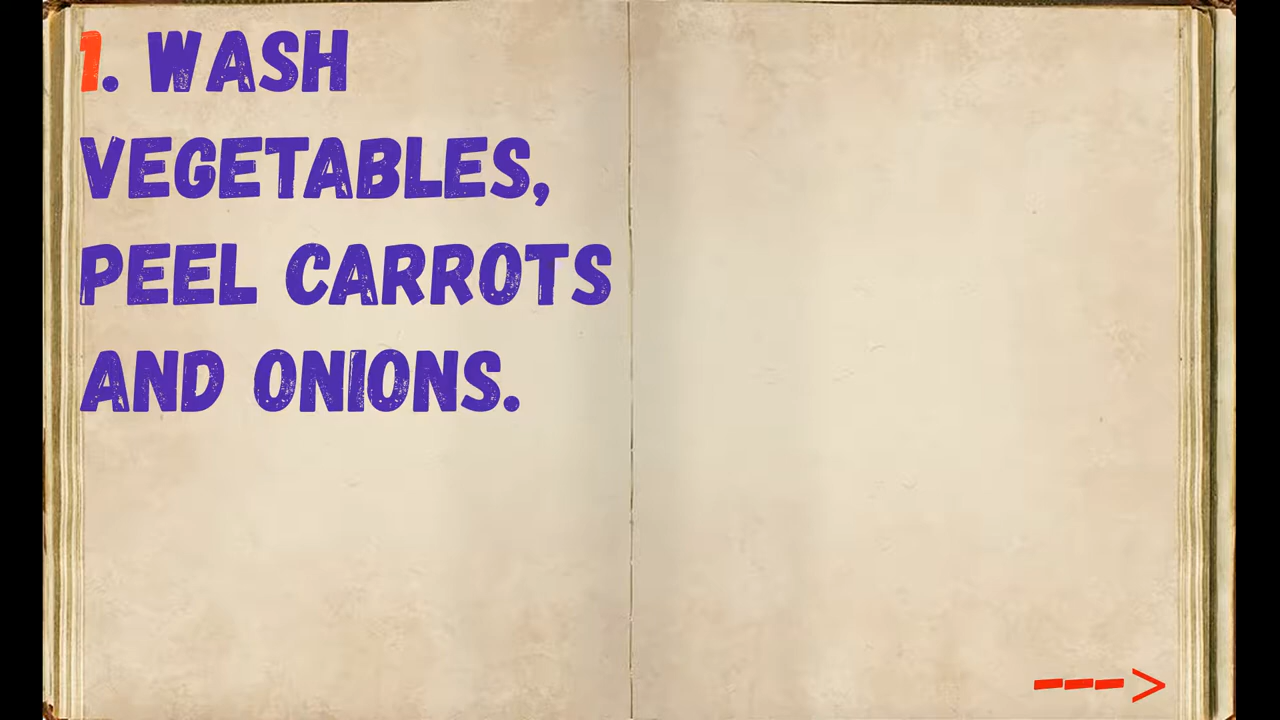 1. WASH
VEGETABLES,
PEEL CARROTS
AND ONIONS.
--->